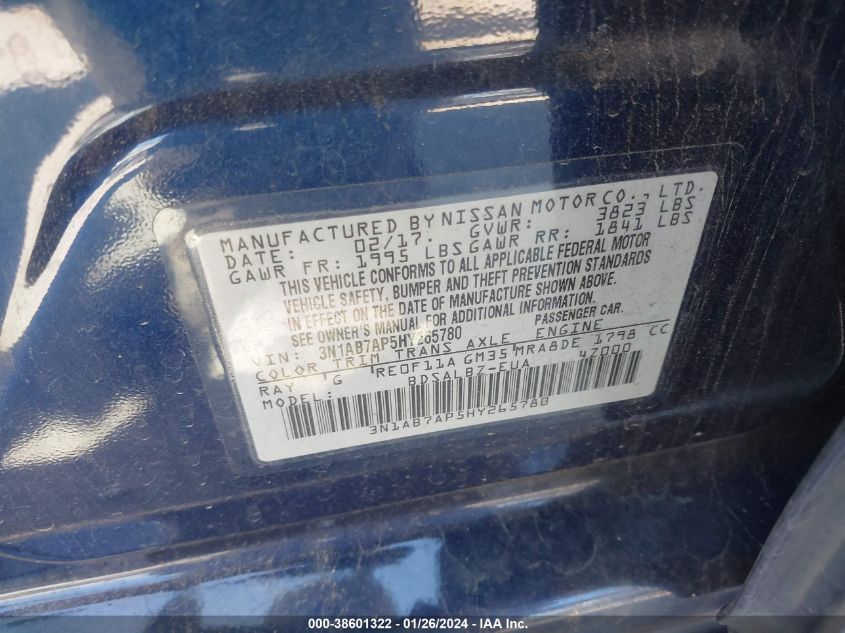 MANUFACTURED BY NISSAN MOTOR CO., LTD.
DATE: 02/17. GVWR: 3823 LBS
GAWR FR: 1995 LBS GAWR RR: 1841 LBS
THIS VEHICLE CONFORMS TO ALL APPLICABLE FEDERAL MOTOR
VEHICLE SAFETY, BUMPER AND THEFT PREVENTION STANDARDS
IN EFFECT ON THE DATE OF MANUFACTURE SHOWN ABOVE.
SEE OWNER'S MANUAL FOR ADDITIONAL INFORMATION.
VIN: 3N1AB7AP5HY265780 PASSENGER CAR.
COLOR TRIM TRANS AXLE ENGINE
RAY G RE0F11A GM35 MRA8DE 1798 CC
MODEL: BDSALBZ-EUA 4Z000
3N1AB7AP5HY265780
000-38601322 | 01/26/2024 - © IAA Inc.